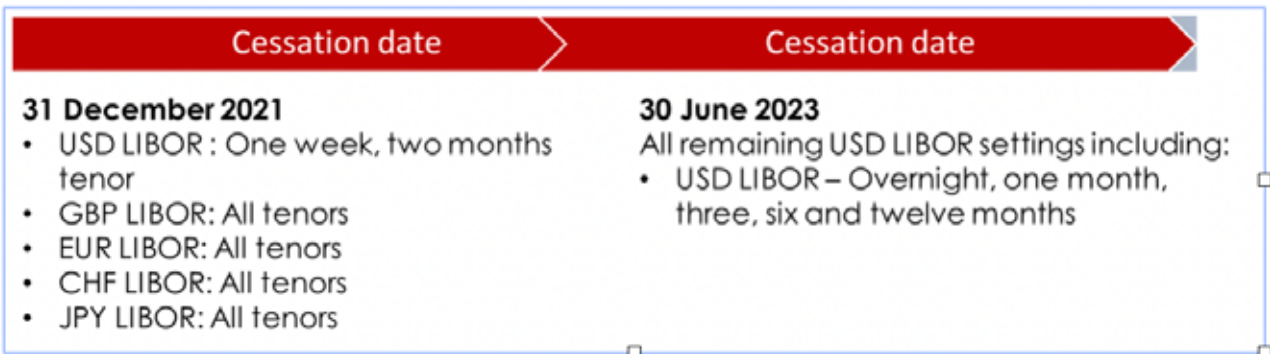 Cessation date
Cessation date
31 December 2021
• USD LIBOR : One week, two months
tenor
• GBP LIBOR: All tenors
• EUR LIBOR: All tenors
• CHF LIBOR: All tenors
• JPY LIBOR: All tenors
30 June 2023
All remaining USD LIBOR settings including:
• USD LIBOR – Overnight, one month,
three, six and twelve months